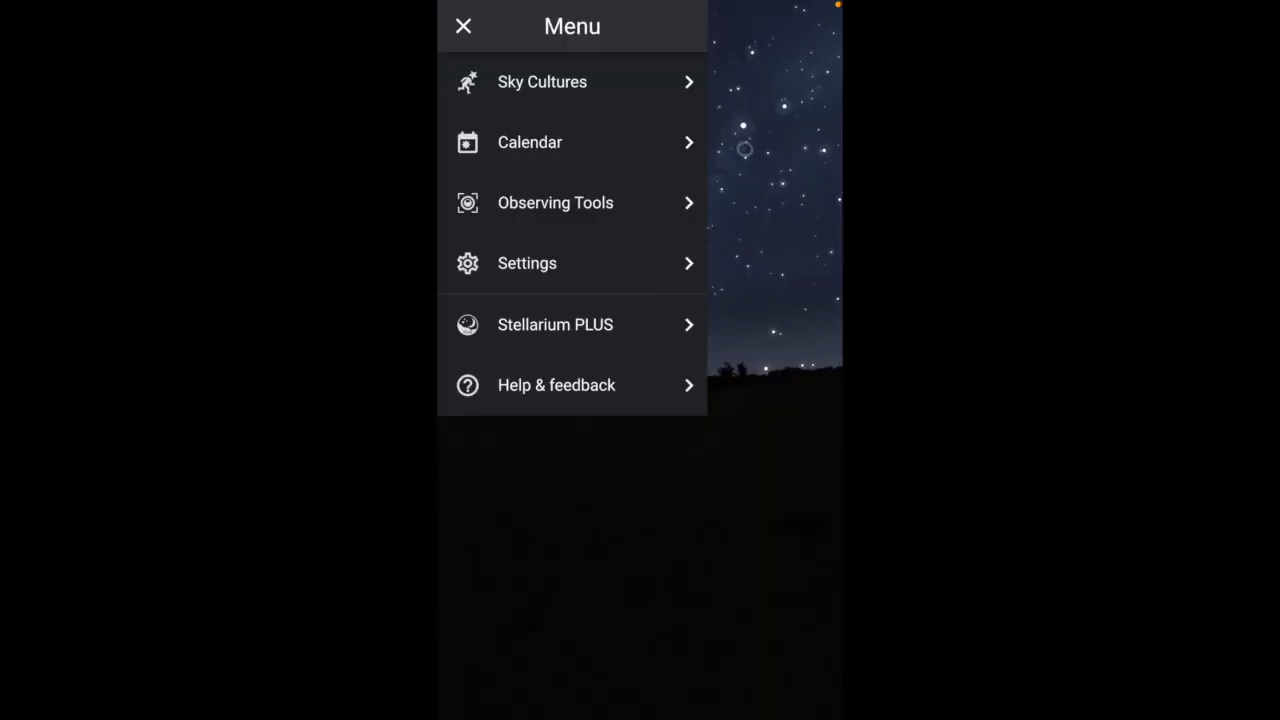 Menu
Sky Cultures
Calendar
Observing Tools
Settings
Stellarium PLUS
Help & feedback